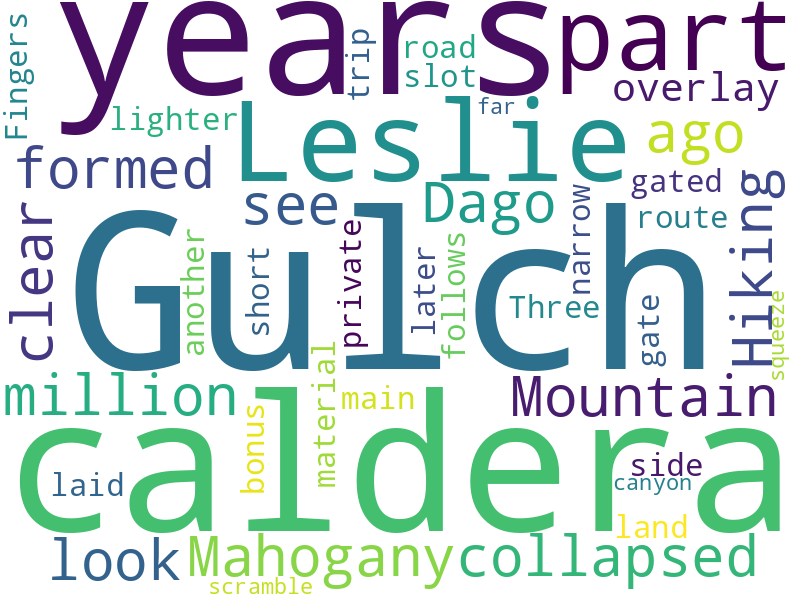 years
part
Fingers
trip
road
slot
overlay
lighter
far
Leslie
ago
formed
see
Dago
gated
Hiking
clear
another
short
private
later
follows
narrow
route
Gulch
Three
gate
squeeze
million
material
main
Mountain
caldera
bonus
laid
side
canyon
land
look
Mahogany
collapsed
scramble